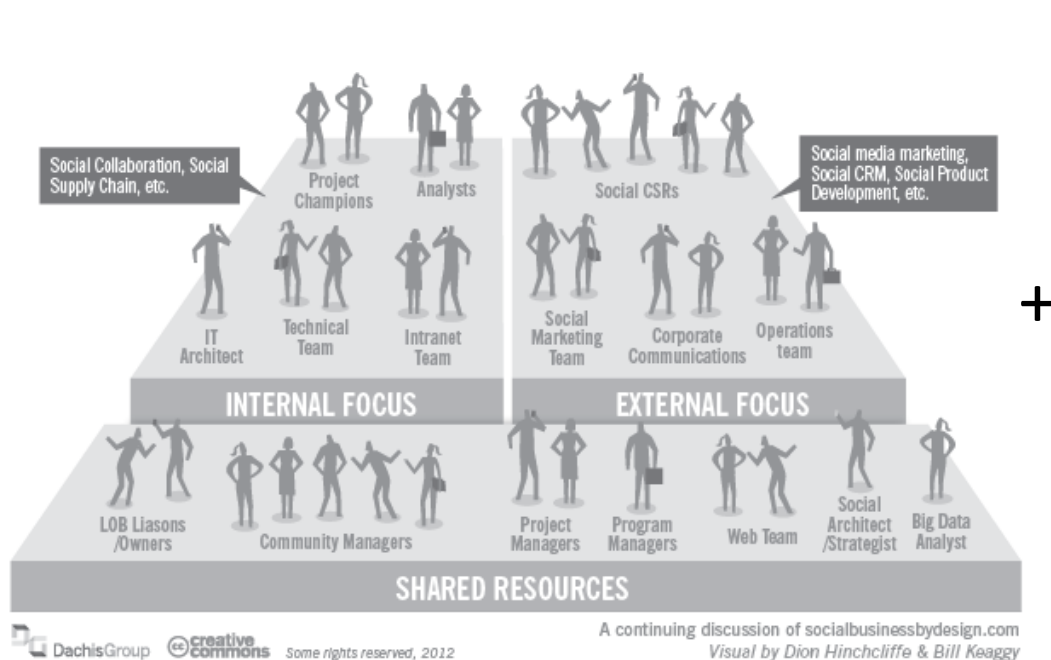 Social Collaboration, Social
Supply Chain, etc.
Social media marketing,
Social CRM, Social Product
Development, etc.
Project
Champions
Analysts
Social CSRs
IT
Architect
Technical
Team
Intranet
Team
Social
Marketing
Team
Corporate
Communications
Operations
team
INTERNAL FOCUS
EXTERNAL FOCUS
LOB Liasons
/Owners
Community Managers
Project
Managers
Program
Managers
Web Team
Social
Architect
/Strategist
Big Data
Analyst
SHARED RESOURCES
+
DachisGroup
cc creative
commons
Some rights reserved, 2012
A continuing discussion of socialbusinessbydesign.com
Visual by Dion Hinchcliffe & Bill Keaggy